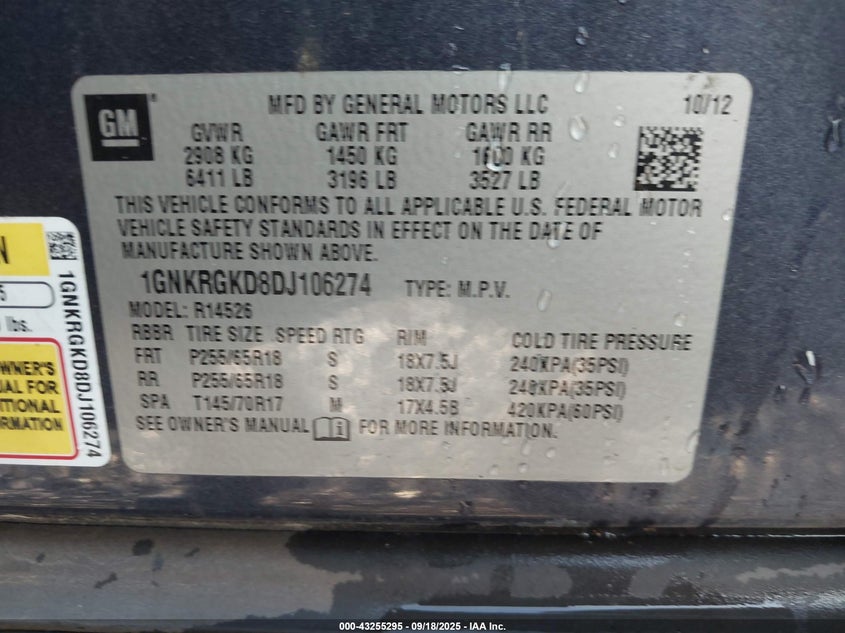 GM
MFD BY GENERAL MOTORS LLC 10/12
GVWR GAWR FRT GAWR RR
2908 KG 1450 KG 1600 KG
6411 LB 3196 LB 3527 LB
THIS VEHICLE CONFORMS TO ALL APPLICABLE U.S. FEDERAL MOTOR
VEHICLE SAFETY STANDARDS IN EFFECT ON THE DATE OF
MANUFACTURE SHOWN ABOVE.
1GNKRGKD8DJ106274 TYPE: M.P.V.
MODEL: R14526
RBBR TIRE SIZE SPEED RTG RIM COLD TIRE PRESSURE
FRT P255/65R18 S 18X7.5J 240KPA(35PSI)
RR P255/65R18 S 18X7.5J 240KPA(35PSI)
SPA T145/70R17 M 17X4.5B 420KPA(60PSI)
SEE OWNER'S MANUAL FOR MORE INFORMATION.
N
5
lbs.
WNER'S
UAL FOR
ITIONAL
RMATION
1GNKRGKD8DJ106274
000-43255295 - 09/18/2025 - IAA Inc.